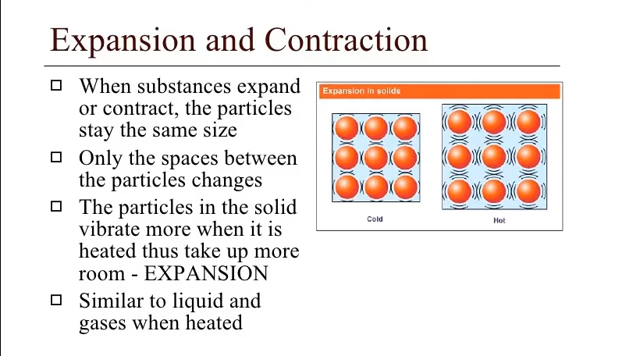 Expansion and Contraction
When substances expand
or contract, the particles
stay the same size
Only the spaces between
the particles changes
The particles in the solid
vibrate more when it is
heated thus take up more
room - EXPANSION
Similar to liquid and
gases when heated
Expansion in solids
Cold
Hot